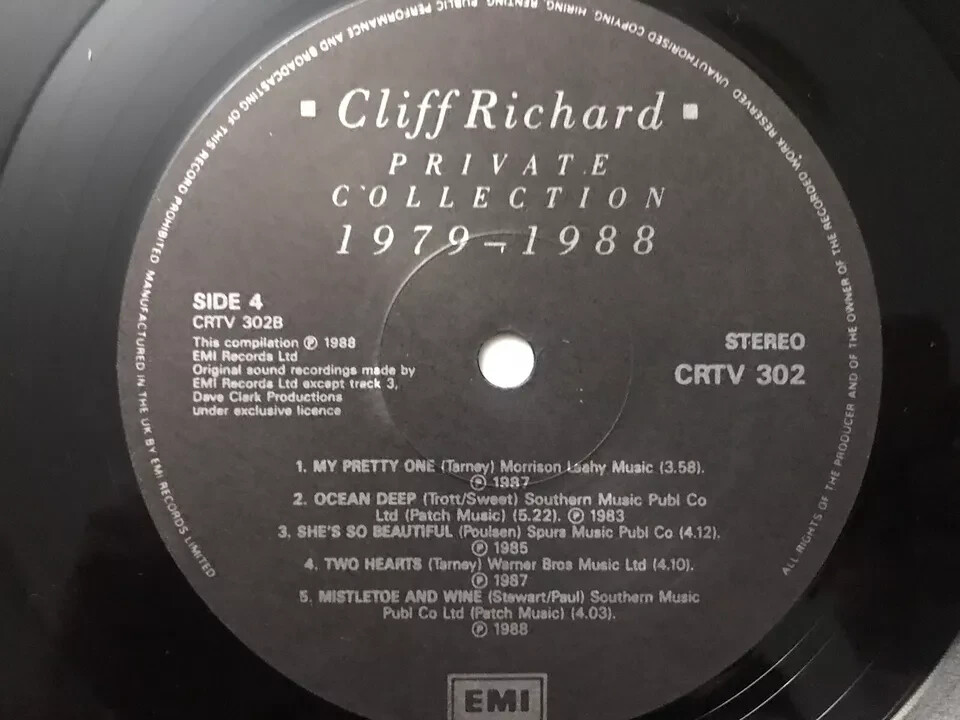 UNAUTHORISED COPYING, HIRING, RENTING, PUBLIC PERFORMANCE AND BROADCASTING OF THIS RECORD PROHIBITED MANUFACTURED IN THE UK BY EMI RECORDS LIMITED
ALL RIGHTS OF THE PRODUCER AND OF THE OWNER OF THE RECORDED WORK RESERVED
Cliff Richard
PRIVATE
COLLECTION
1979-1988
SIDE 4
CRTV 302B
This compilation ℗ 1988
EMI Records Ltd
Original sound recordings made by
EMI Records Ltd except track 3,
Dave Clark Productions
under exclusive licence
STEREO
CRTV 302
1. MY PRETTY ONE (Tarney) Morrison Leahy Music (3.58).
℗ 1987
2. OCEAN DEEP (Trott/Sweet) Southern Music Publ Co
Ltd (Patch Music) (5.22). ℗ 1983
3. SHE'S SO BEAUTIFUL (Poulsen) Spurs Music Publ Co (4.12).
℗ 1985
4. TWO HEARTS (Tarney) Warner Bros Music Ltd (4.10).
℗ 1987
5. MISTLETOE AND WINE (Stewart/Paul) Southern Music
Publ Co Ltd (Patch Music) (4.03).
℗ 1988
EMI